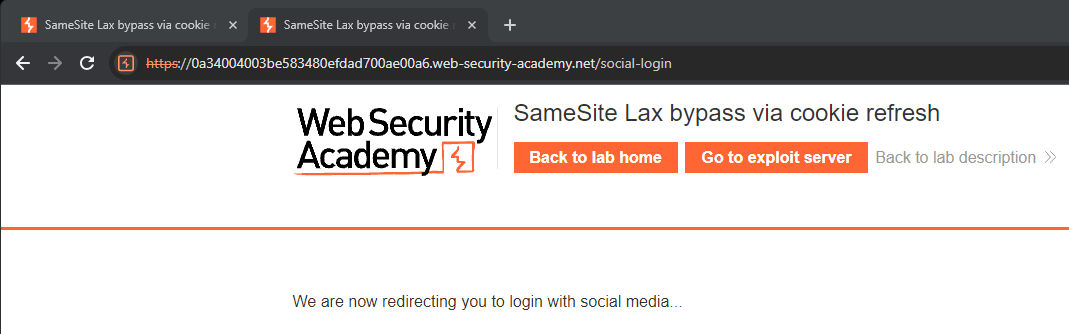 SameSite Lax bypass via cookie
SameSite Lax bypass via cookie
https://0a34004003be583480efdad700ae00a6.web-security-academy.net/social-login
Web Security
Academy
SameSite Lax bypass via cookie refresh
Back to lab home
Go to exploit server
Back to lab description
We are now redirecting you to login with social media...